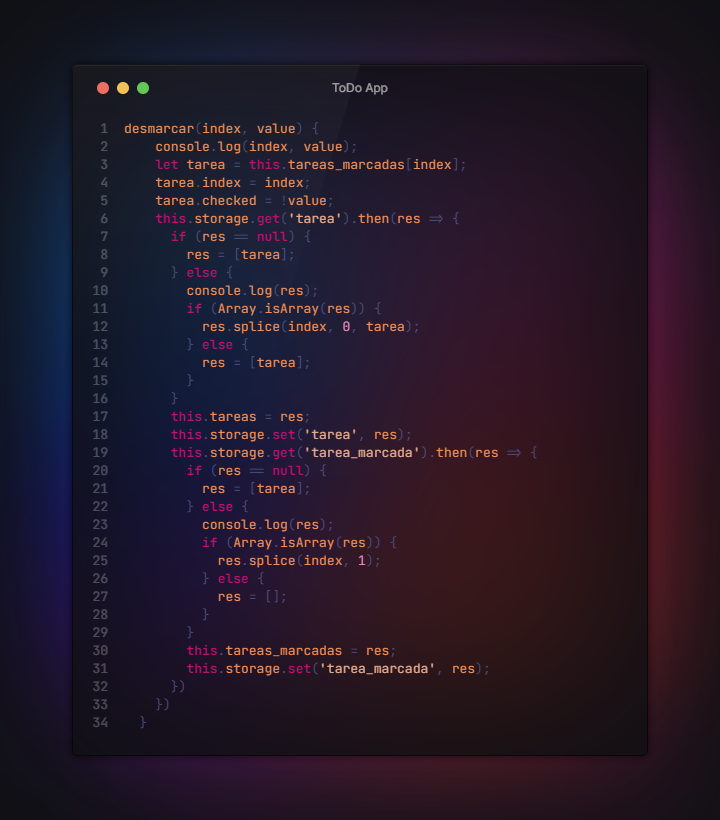 ToDo App
1 desmarcar(index, value) {
2     console.log(index, value);
3     let tarea = this.tareas_marcadas[index];
4     tarea.index = index;
5     tarea.checked = !value;
6     this.storage.get('tarea').then(res => {
7       if (res == null) {
8         res = [tarea];
9       } else {
10         console.log(res);
11         if (Array.isArray(res)) {
12           res.splice(index, 0, tarea);
13         } else {
14           res = [tarea];
15         }
16       }
17       this.tareas = res;
18       this.storage.set('tarea', res);
19       this.storage.get('tarea_marcada').then(res => {
20         if (res == null) {
21           res = [tarea];
22         } else {
23           console.log(res);
24           if (Array.isArray(res)) {
25             res.splice(index, 1);
26           } else {
27             res = [];
28           }
29         }
30         this.tareas_marcadas = res;
31         this.storage.set('tarea_marcada', res);
32       })
33     })
34   }